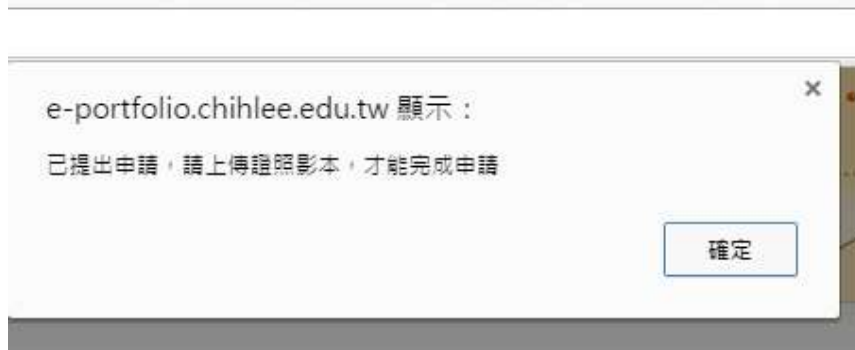 e-portfolio.chihlee.edu.tw 顯示：
已提出申請，請上傳證照影本，才能完成申請
確定